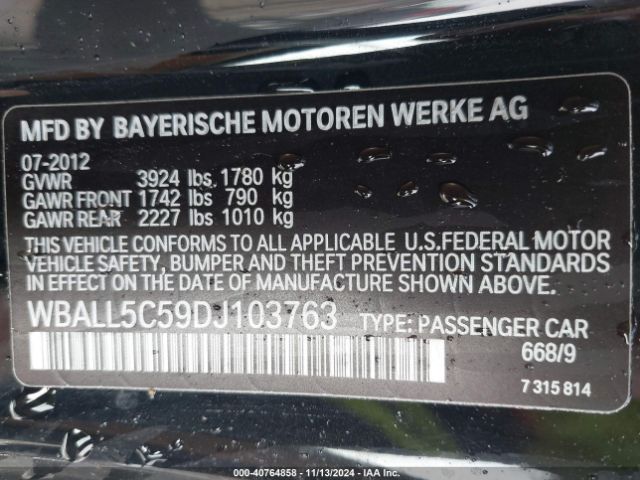 MFD BY BAYERISCHE MOTOREN WERKE AG
07-2012
GVWR 3924 lbs 1780 kg
GAWR FRONT 1742 lbs 790 kg
GAWR REAR 2227 lbs 1010 kg
THIS VEHICLE CONFORMS TO ALL APPLICABLE U.S.FEDERAL MOTOR
VEHICLE SAFETY, BUMPER AND THEFT PREVENTION STANDARDS
IN EFFECT ON THE DATE OF MANUFACTURE SHOWN ABOVE.
WBALL5C59DJ103763 TYPE: PASSENGER CAR
668/9
7 315 814
000-40764858 - 11/13/2024 - IAA Inc.